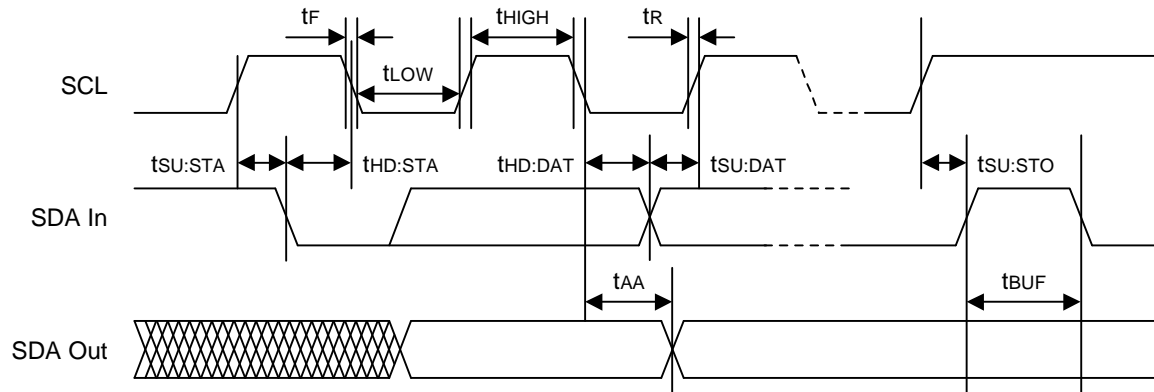 tF tHIGH tR
SCL tLOW
tSU:STA tHD:STA tHD:DAT tSU:DAT tSU:STO
SDA In
tAA tBUF
SDA Out